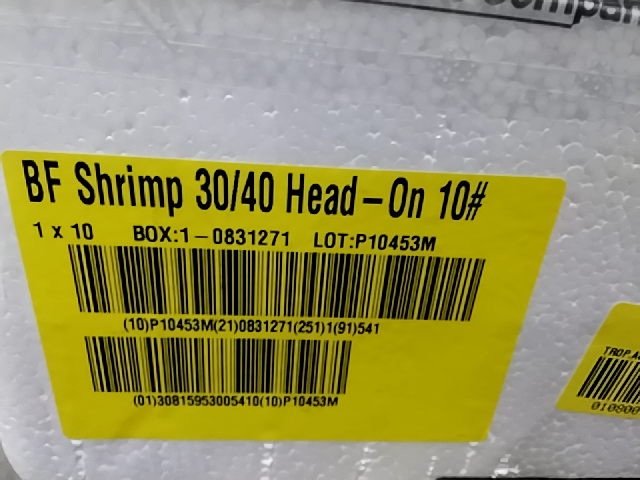 BF Shrimp 30/40 Head-On 10#
1 x 10 BOX:1-0831271 LOT:P10453M
(10)P10453M(21)0831271(251)1(91)541
(01)30815953005410(10)P10453M